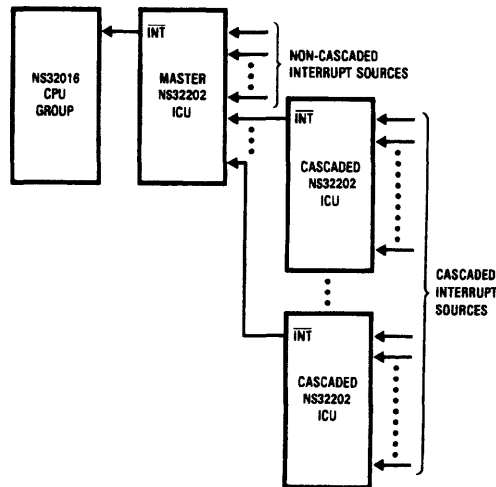 NS32016
CPU
GROUP
INT
MASTER
NS32202
ICU
NON-CASCADED
INTERRUPT SOURCES
INT
CASCADED
NS32202
ICU
CASCADED
INTERRUPT
SOURCES
INT
CASCADED
NS32202
ICU